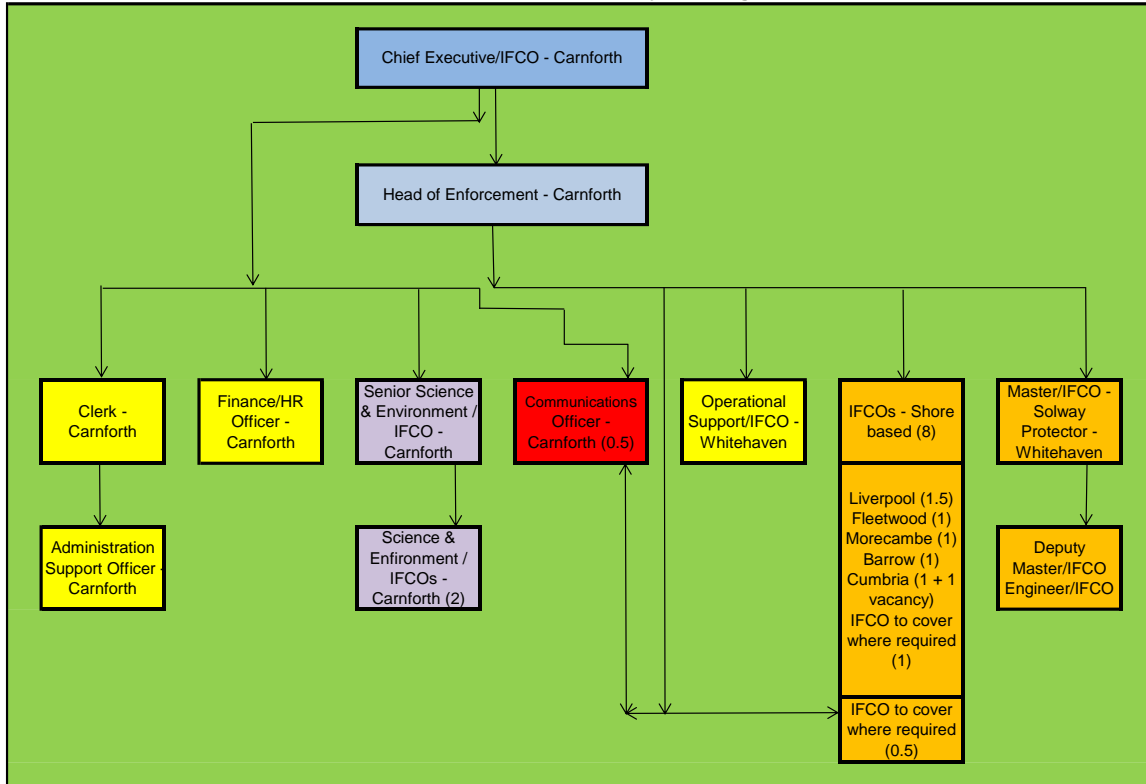 Chief Executive/IFCO - Carnforth
Head of Enforcement - Carnforth
Clerk -
Carnforth
Finance/HR
Officer -
Carnforth
Senior Science
& Environment /
IFCO -
Carnforth
Communications
Officer -
Carnforth (0.5)
Operational
Support/IFCO -
Whitehaven
IFCOs - Shore
based (8)
Master/IFCO -
Solway
Protector -
Whitehaven
Administration
Support Officer -
Carnforth
Science &
Enfironment /
IFCOs -
Carnforth (2)
Liverpool (1.5)
Fleetwood (1)
Morecambe (1)
Barrow (1)
Cumbria (1 + 1
vacancy)
IFCO to cover
where required
(1)
Deputy
Master/IFCO
Engineer/IFCO
IFCO to cover
where required
(0.5)